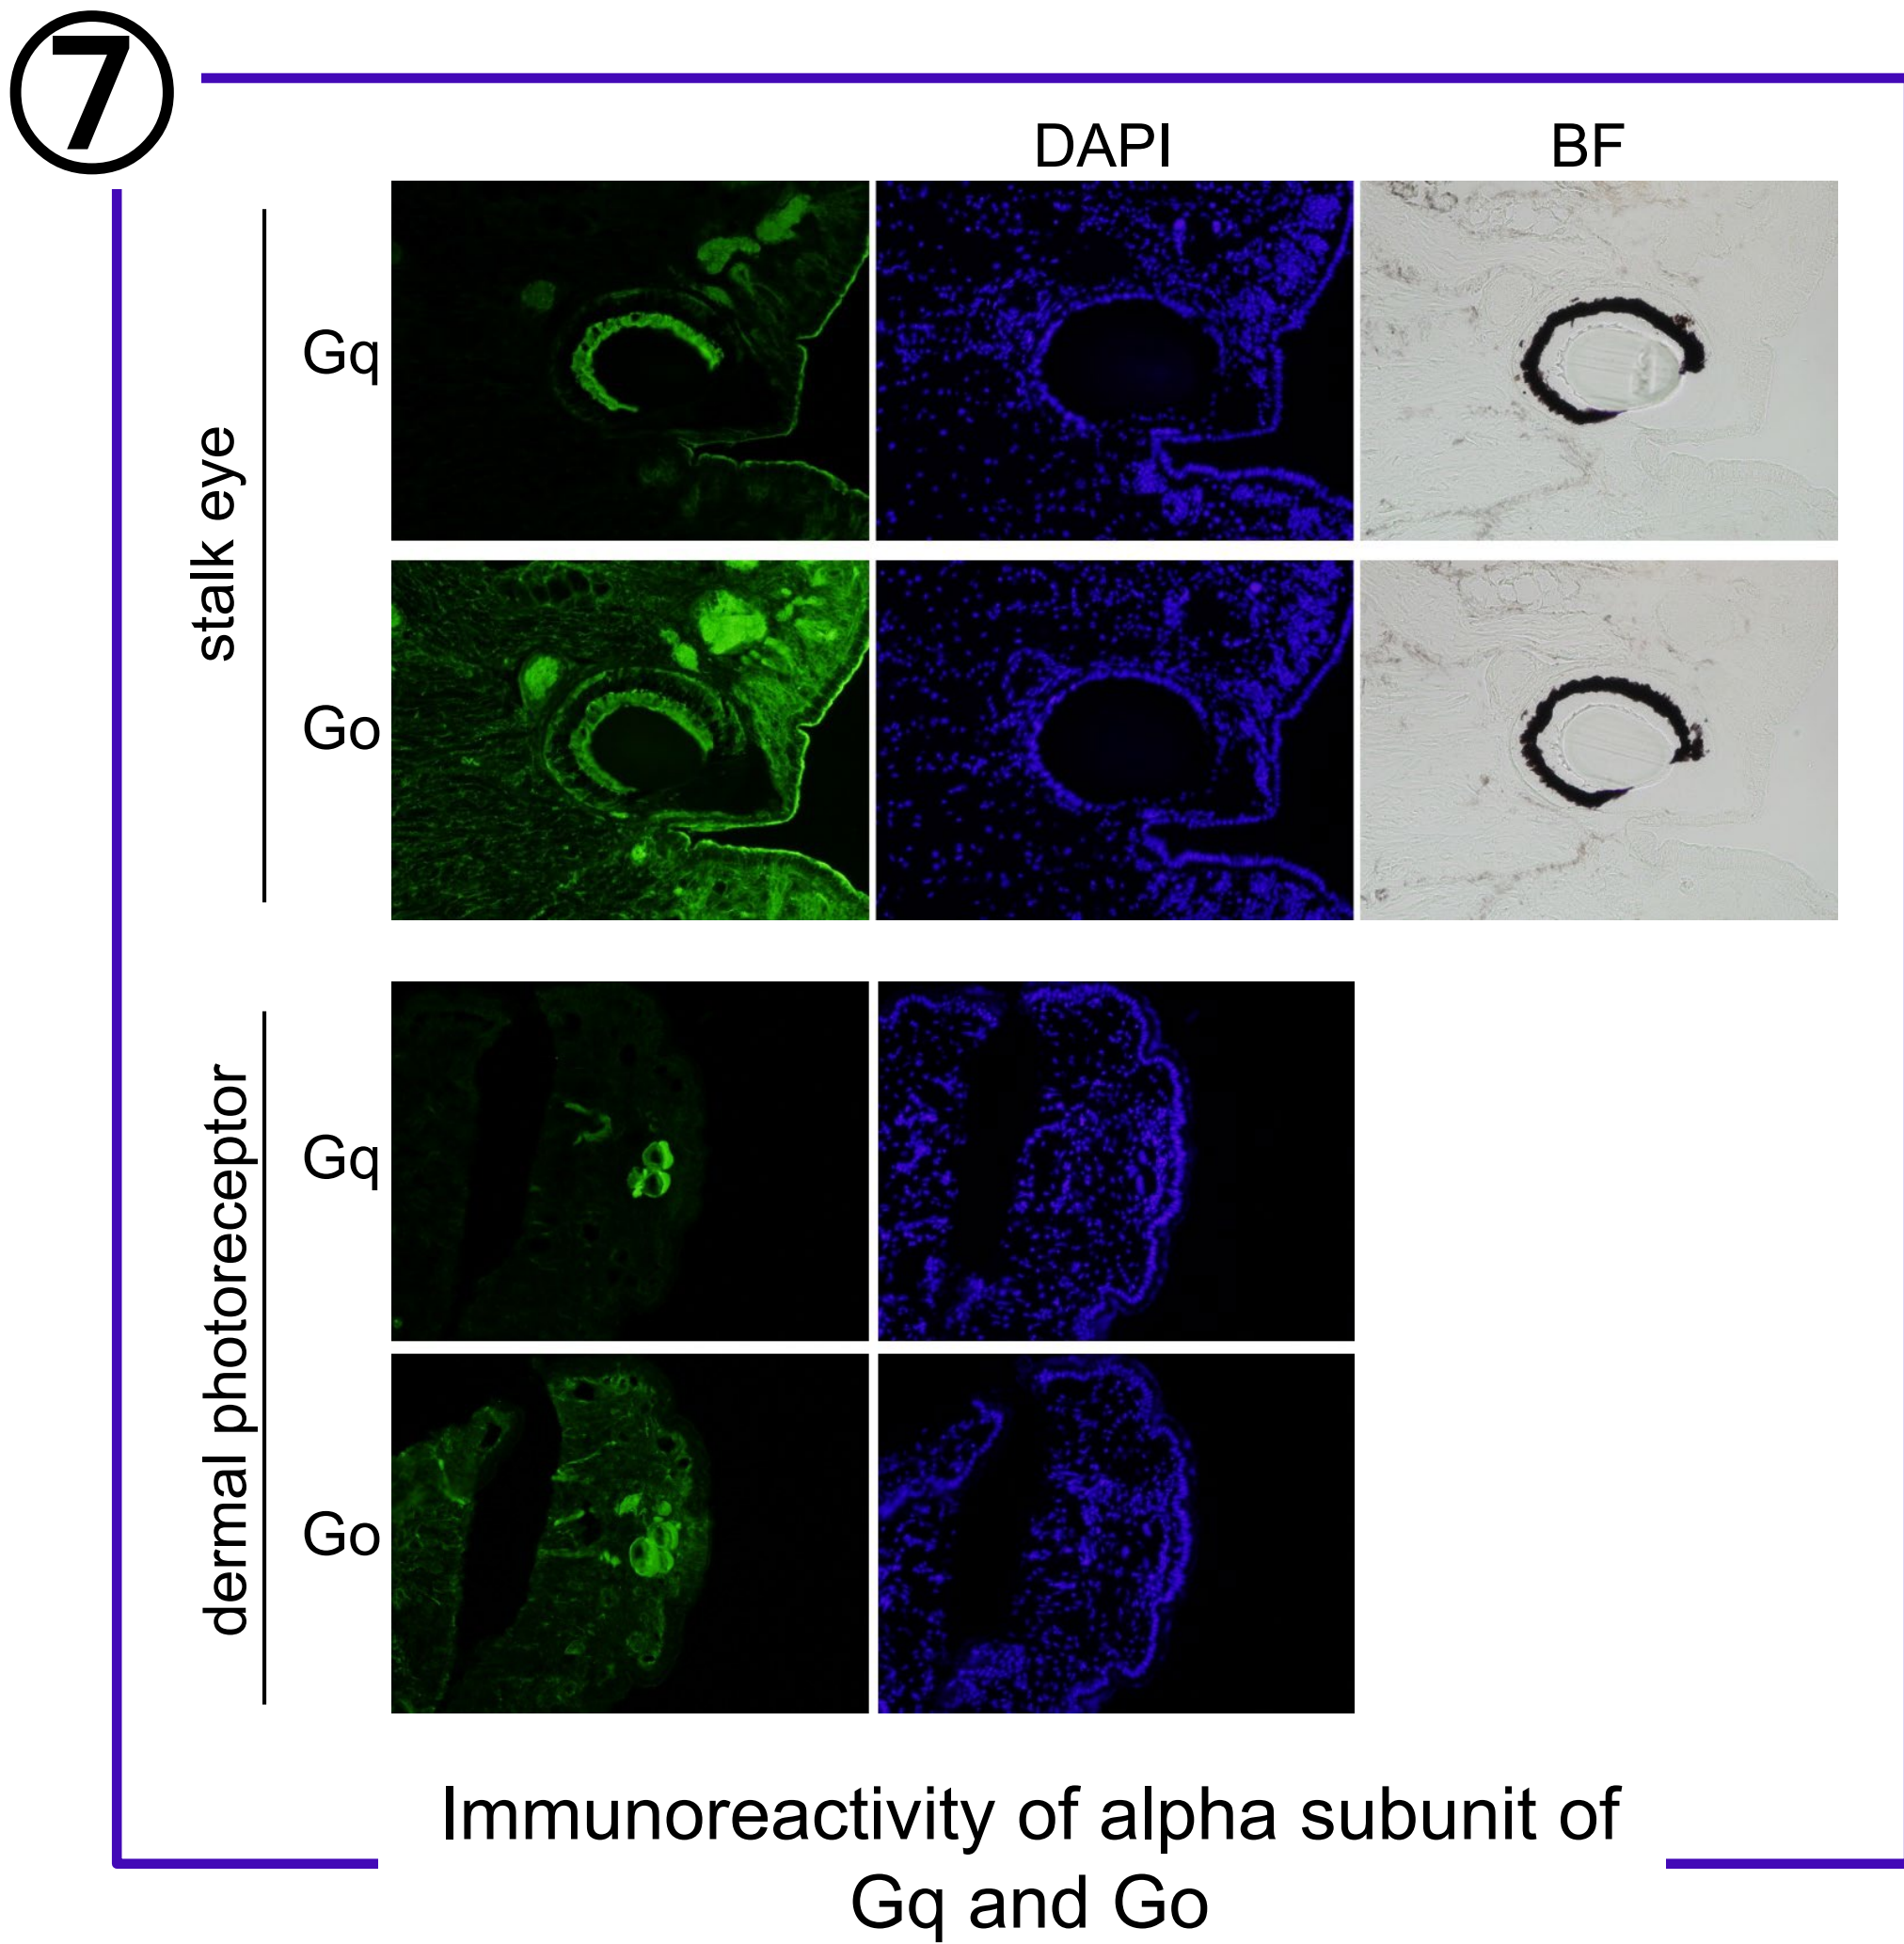 7
DAPI
BF
stalk eye
Gq
Go
dermal photoreceptor
Gq
Go
Immunoreactivity of alpha subunit of
Gq and Go